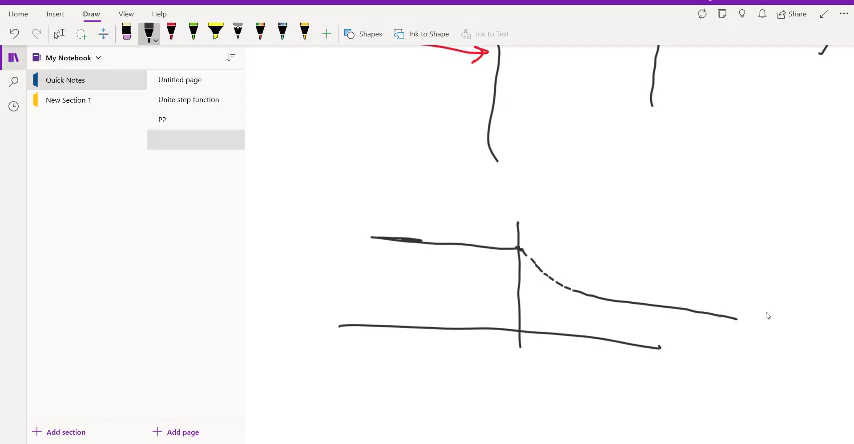 Home Insert Draw View Help
Share
Shapes Ink to Shape Ink to Text
My Notebook
Quick Notes
New Section 1
Untitled page
Unite step function
P2
Add section
Add page